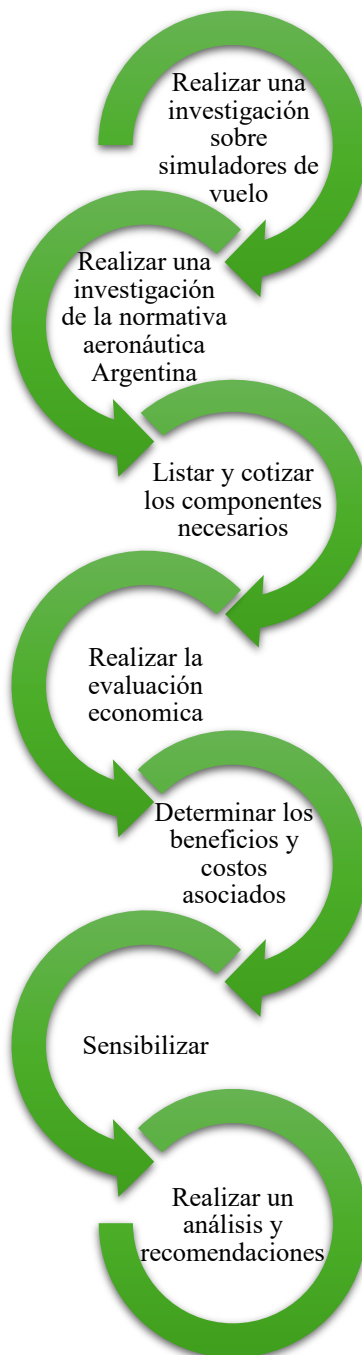 Realizar una
investigación
sobre
simuladores de
vuelo
Realizar una
investigación
de la normativa
aeronáutica
Argentina
Listar y cotizar
los componentes
necesarios
Realizar la
evaluación
economica
Determinar los
beneficios y
costos
asociados
Sensibilizar
Realizar un
análisis y
recomendaciones